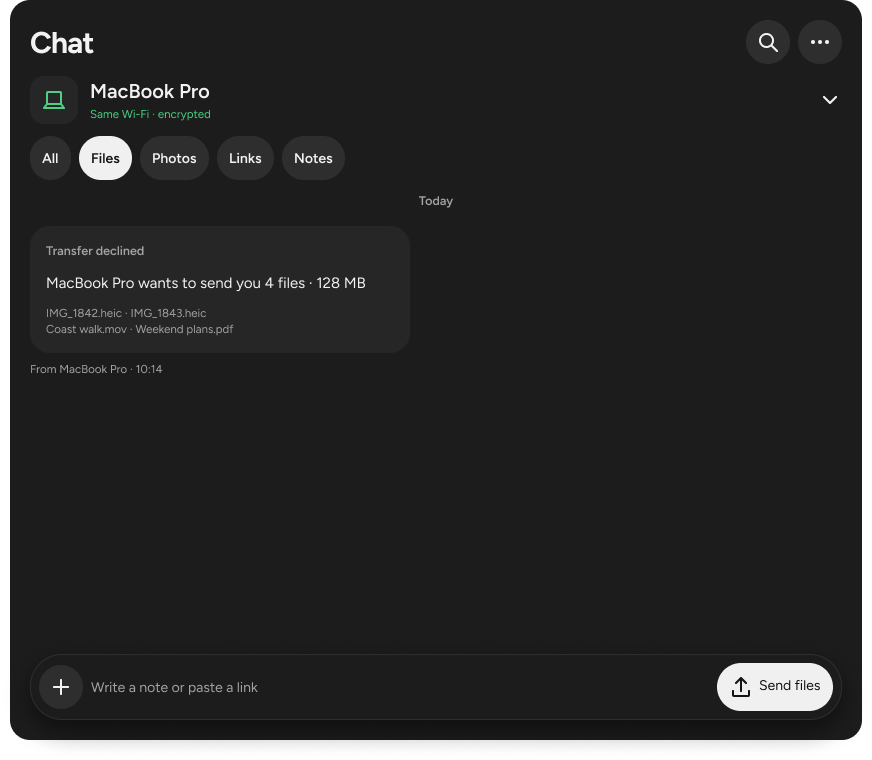 Chat
MacBook Pro
Same Wi-Fi · encrypted
All Files Photos Links Notes
Today
Transfer declined
MacBook Pro wants to send you 4 files · 128 MB
IMG_1842.heic · IMG_1843.heic
Coast walk.mov · Weekend plans.pdf
From MacBook Pro · 10:14
Write a note or paste a link Send files